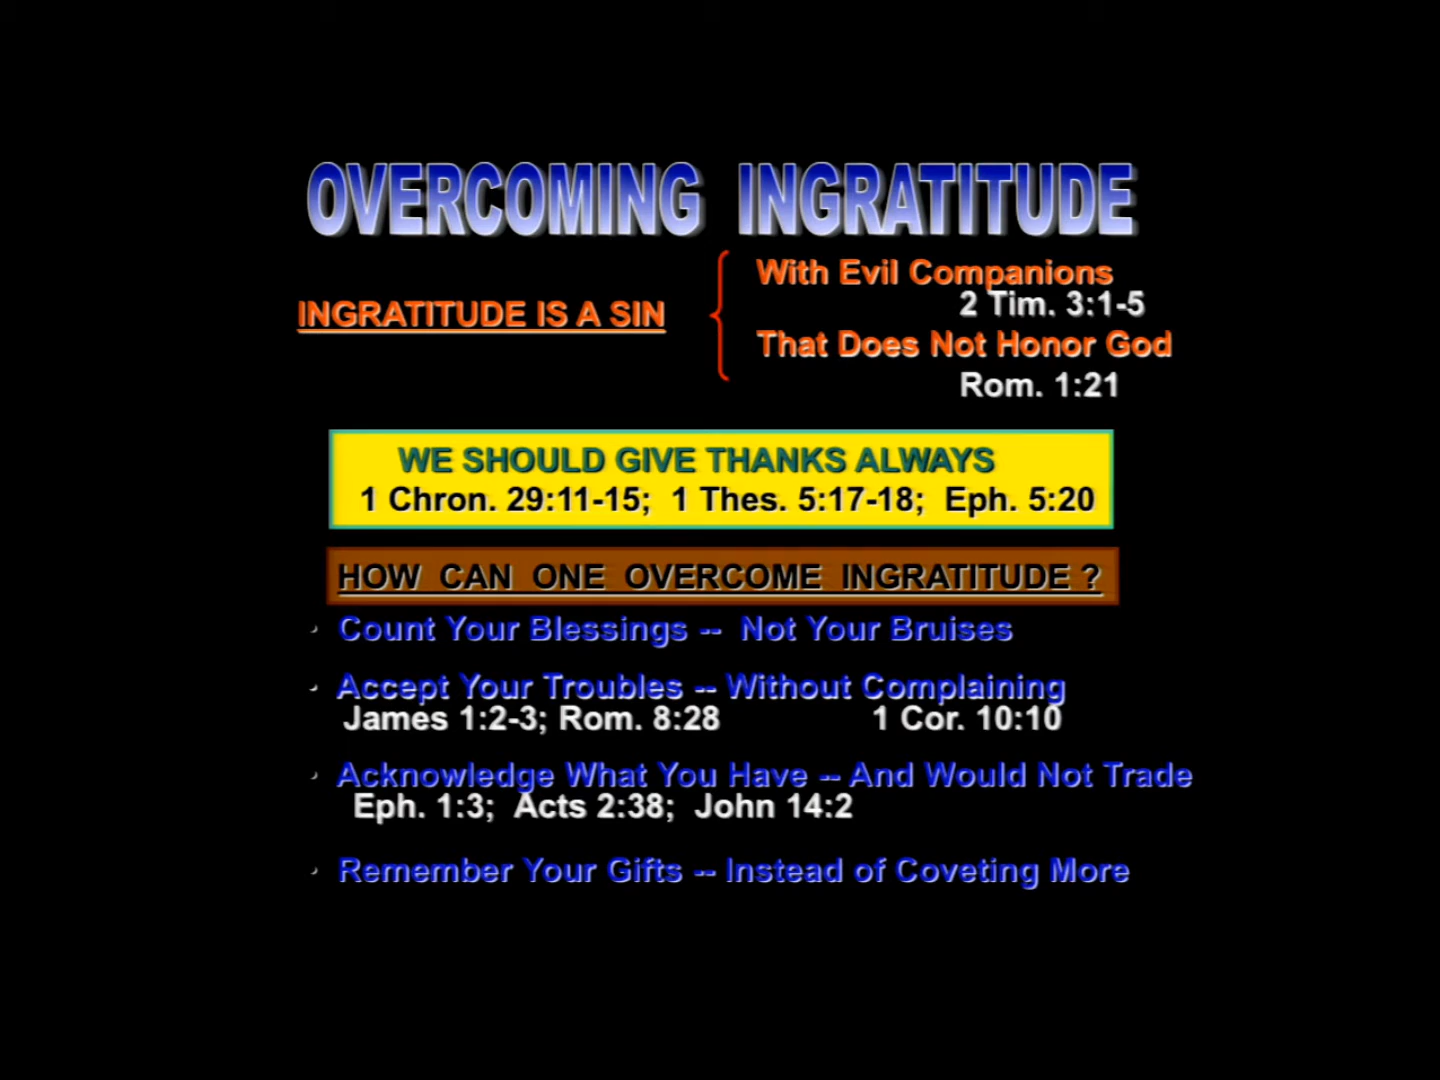 OVERCOMING INGRATITUDE
INGRATITUDE IS A SIN
With Evil Companions
2 Tim. 3:1-5
That Does Not Honor God
Rom. 1:21
WE SHOULD GIVE THANKS ALWAYS
1 Chron. 29:11-15; 1 Thes. 5:17-18; Eph. 5:20
HOW CAN ONE OVERCOME INGRATITUDE ?
· Count Your Blessings -- Not Your Bruises
· Accept Your Troubles -- Without Complaining
James 1:2-3; Rom. 8:28 1 Cor. 10:10
· Acknowledge What You Have -- And Would Not Trade
Eph. 1:3; Acts 2:38; John 14:2
· Remember Your Gifts -- Instead of Coveting More